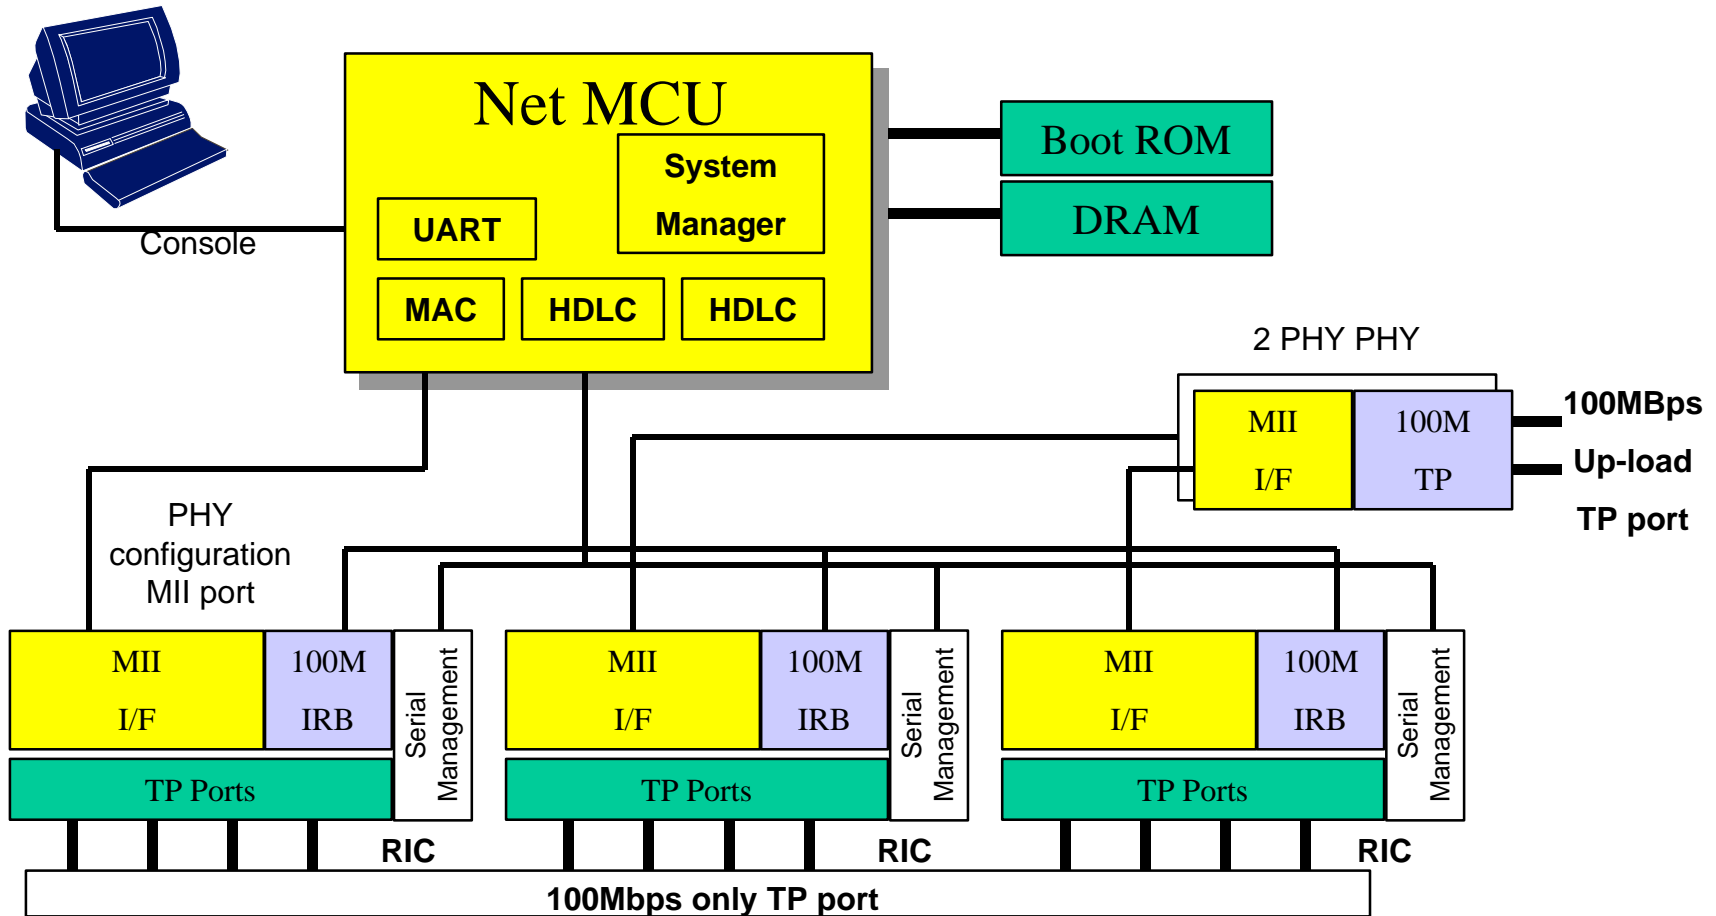 Net MCU
System
Manager
UART
MAC
HDLC
HDLC
Console
Boot ROM
DRAM
2 PHY PHY
MII
I/F
100M
TP
100MBps
Up-load
TP port
PHY
configuration
MII port
MII
I/F
100M
IRB
Serial
Management
TP Ports
RIC
MII
I/F
100M
IRB
Serial
Management
TP Ports
RIC
MII
I/F
100M
IRB
Serial
Management
TP Ports
RIC
100Mbps only TP port